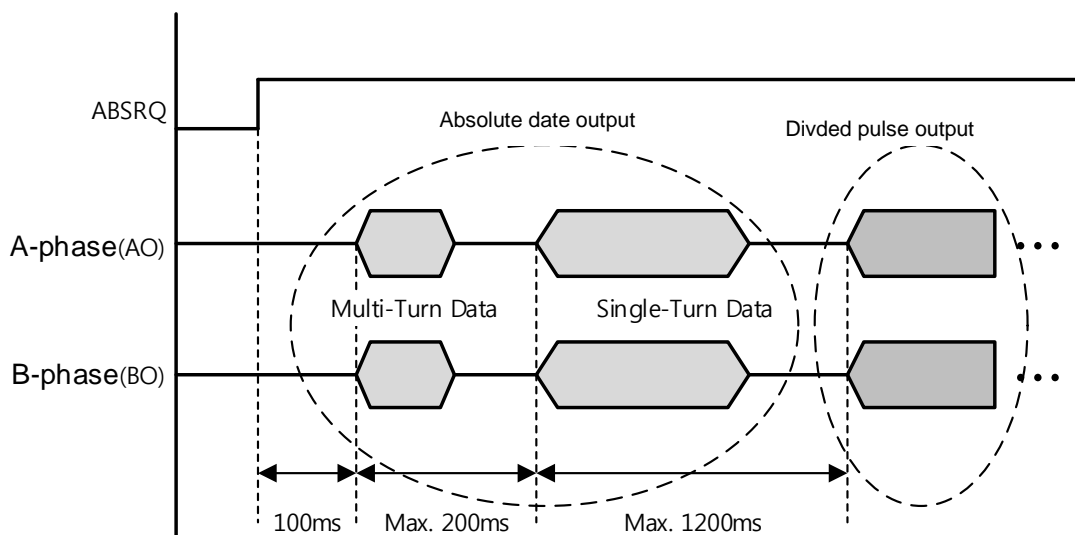 ABSRQ
Absolute date output
Divded pulse output
A-phase(AO)
Multi-Turn Data
Single-Turn Data
B-phase(BO)
100ms
Max. 200ms
Max. 1200ms